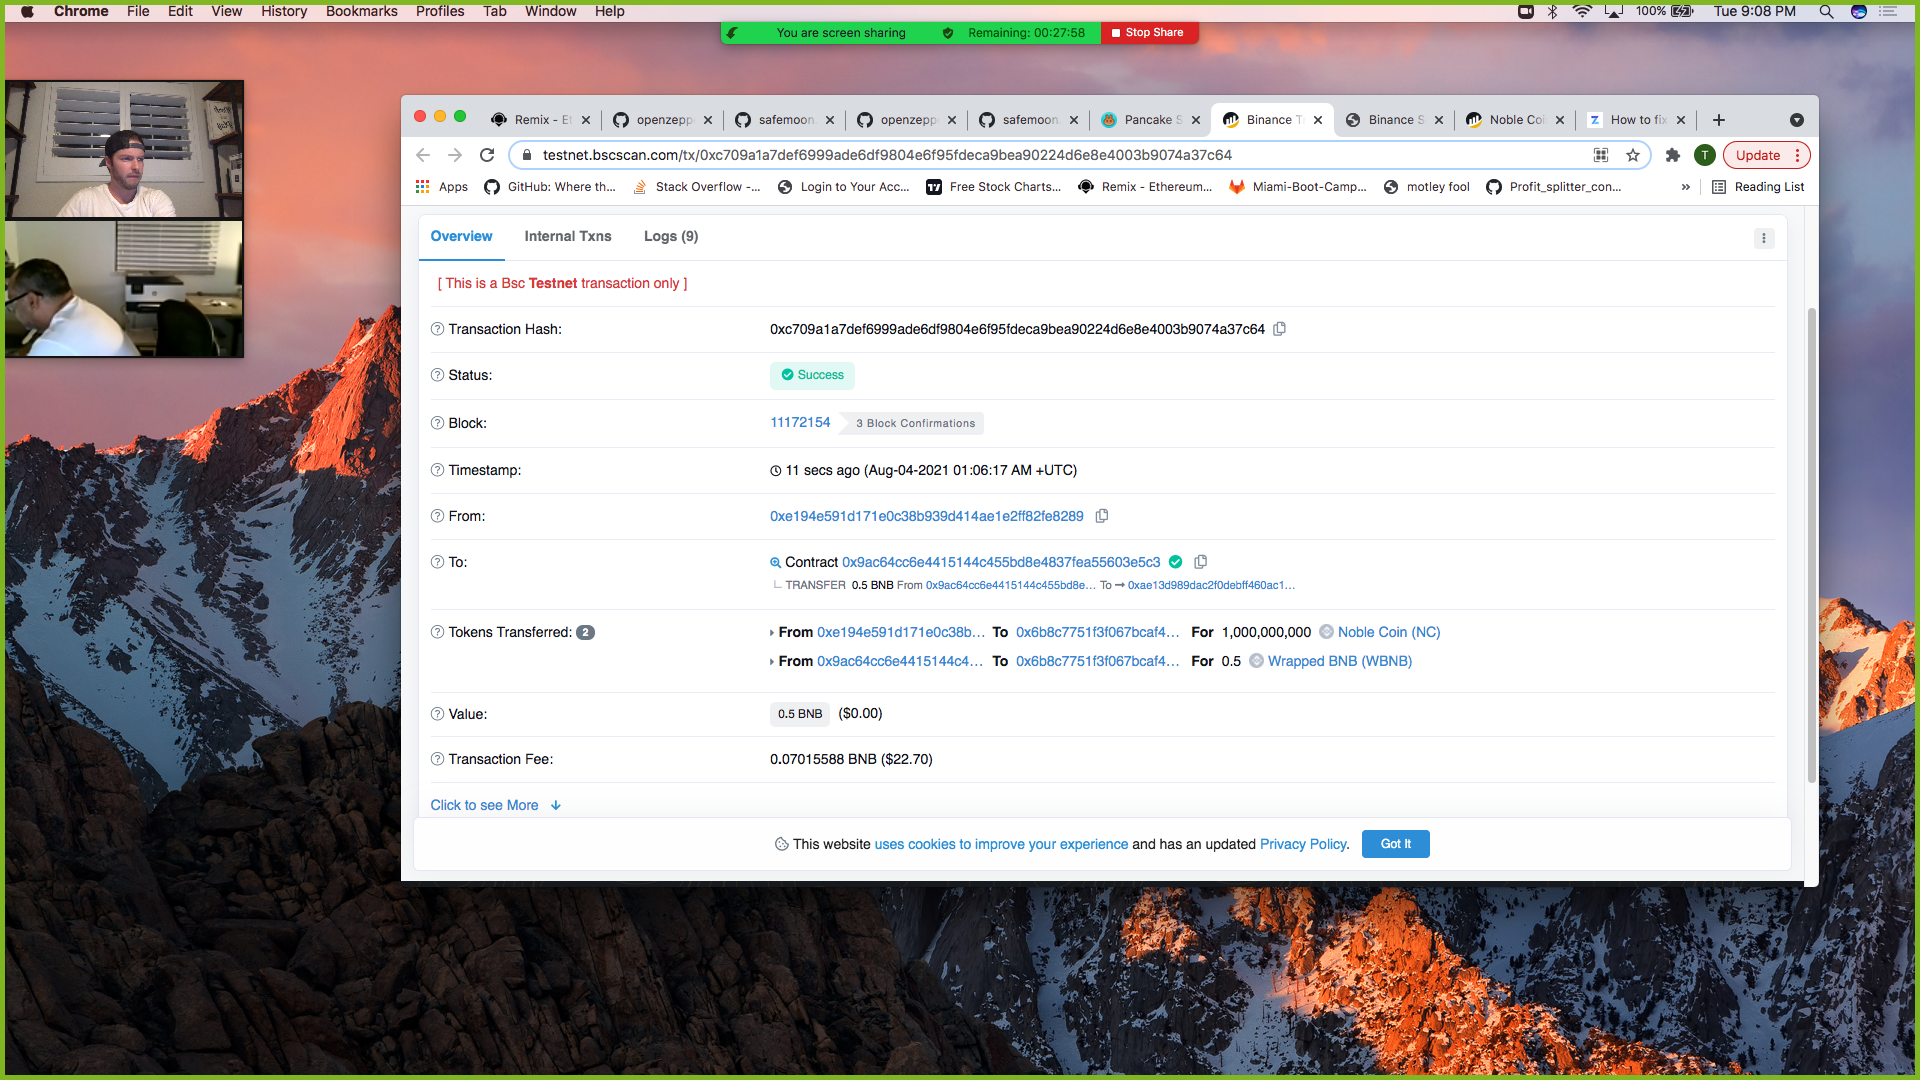 Chrome File Edit View History Bookmarks Profiles Tab Window Help 100% Tue 9:08 PM
You are screen sharing Remaining: 00:27:58 Stop Share
Remix - Et openzepp safemoon. openzepp safemoon. Pancake S Binance T Binance S Noble Coi How to fix
testnet.bscscan.com/tx/0xc709a1a7def6999ade6df9804e6f95fdeca9bea90224d6e8e4003b9074a37c64 T Update
Apps GitHub: Where th... Stack Overflow -... Login to Your Acc... Free Stock Charts... Remix - Ethereum... Miami-Boot-Camp... motley fool Profit_splitter_con... » Reading List
Overview Internal Txns Logs (9)
[ This is a Bsc Testnet transaction only ]
Transaction Hash: 0xc709a1a7def6999ade6df9804e6f95fdeca9bea90224d6e8e4003b9074a37c64
Status: Success
Block: 11172154 3 Block Confirmations
Timestamp: 11 secs ago (Aug-04-2021 01:06:17 AM +UTC)
From: 0xe194e591d171e0c38b939d414ae1e2ff82fe8289
To: Contract 0x9ac64cc6e4415144c455bd8e4837fea55603e5c3
TRANSFER 0.5 BNB From 0x9ac64cc6e4415144c455bd8e... To → 0xae13d989dac2f0debff460ac1...
Tokens Transferred: 2 From 0xe194e591d171e0c38b... To 0x6b8c7751f3f067bcaf4... For 1,000,000,000 Noble Coin (NC)
From 0x9ac64cc6e4415144c4... To 0x6b8c7751f3f067bcaf4... For 0.5 Wrapped BNB (WBNB)
Value: 0.5 BNB ($0.00)
Transaction Fee: 0.07015588 BNB ($22.70)
Click to see More
This website uses cookies to improve your experience and has an updated Privacy Policy. Got It